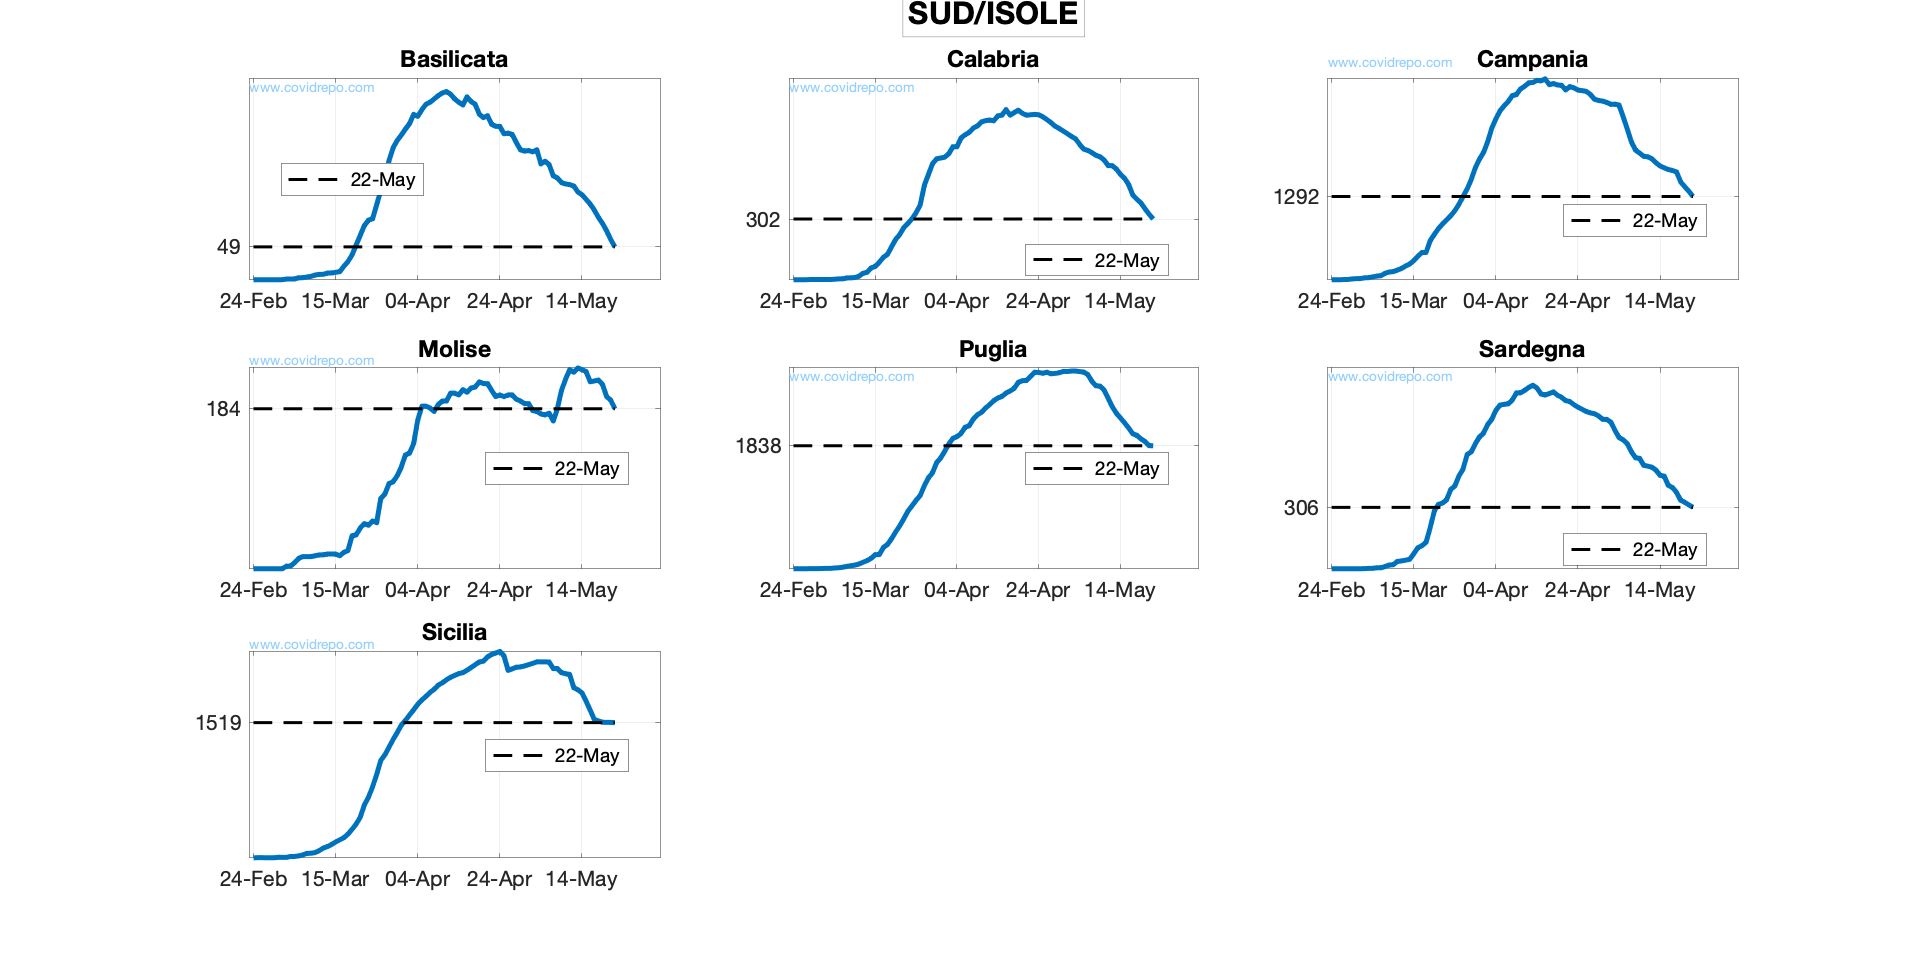 SUD/ISOLE
Basilicata
www.covidrepo.com
22-May
49
24-Feb 15-Mar 04-Apr 24-Apr 14-May
Calabria
www.covidrepo.com
302
22-May
24-Feb 15-Mar 04-Apr 24-Apr 14-May
Campania
www.covidrepo.com
1292
22-May
24-Feb 15-Mar 04-Apr 24-Apr 14-May
Molise
www.covidrepo.com
184
22-May
24-Feb 15-Mar 04-Apr 24-Apr 14-May
Puglia
www.covidrepo.com
1838
22-May
24-Feb 15-Mar 04-Apr 24-Apr 14-May
Sardegna
www.covidrepo.com
306
22-May
24-Feb 15-Mar 04-Apr 24-Apr 14-May
Sicilia
www.covidrepo.com
1519
22-May
24-Feb 15-Mar 04-Apr 24-Apr 14-May